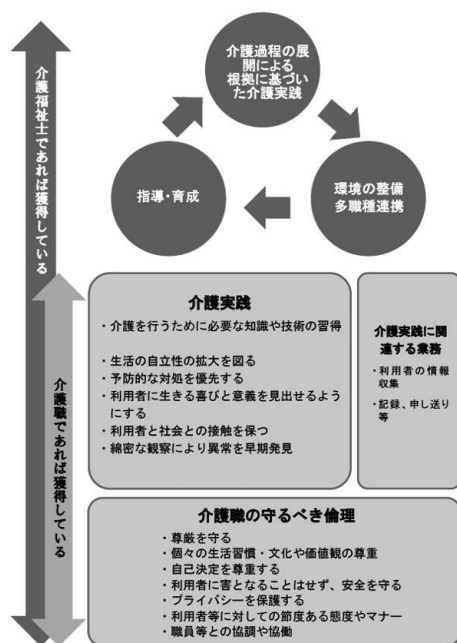 介護福祉士であれば獲得している
介護過程の展
開による
根拠に基づい
た介護実践
指導・育成
環境の整備
多職種連携
介護職であれば獲得している
介護実践
・介護を行うために必要な知識や技術の習得
・生活の自立性の拡大を図る
・予防的な対処を優先する
・利用者に生きる喜びと意義を見出せるよう
にする
・利用者と社会との接触を保つ
・綿密な観察により異常を早期発見
介護実践に関
連する業務
・利用者の情報
収集
・記録、申し送り
等
介護職の守るべき倫理
・尊厳を守る
・個々の生活習慣・文化や価値観の尊重
・自己決定を尊重する
・利用者に害となることはせず、安全を守る
・プライバシーを保護する
・利用者等に対しての節度ある態度やマナー
・職員等との協調や協働